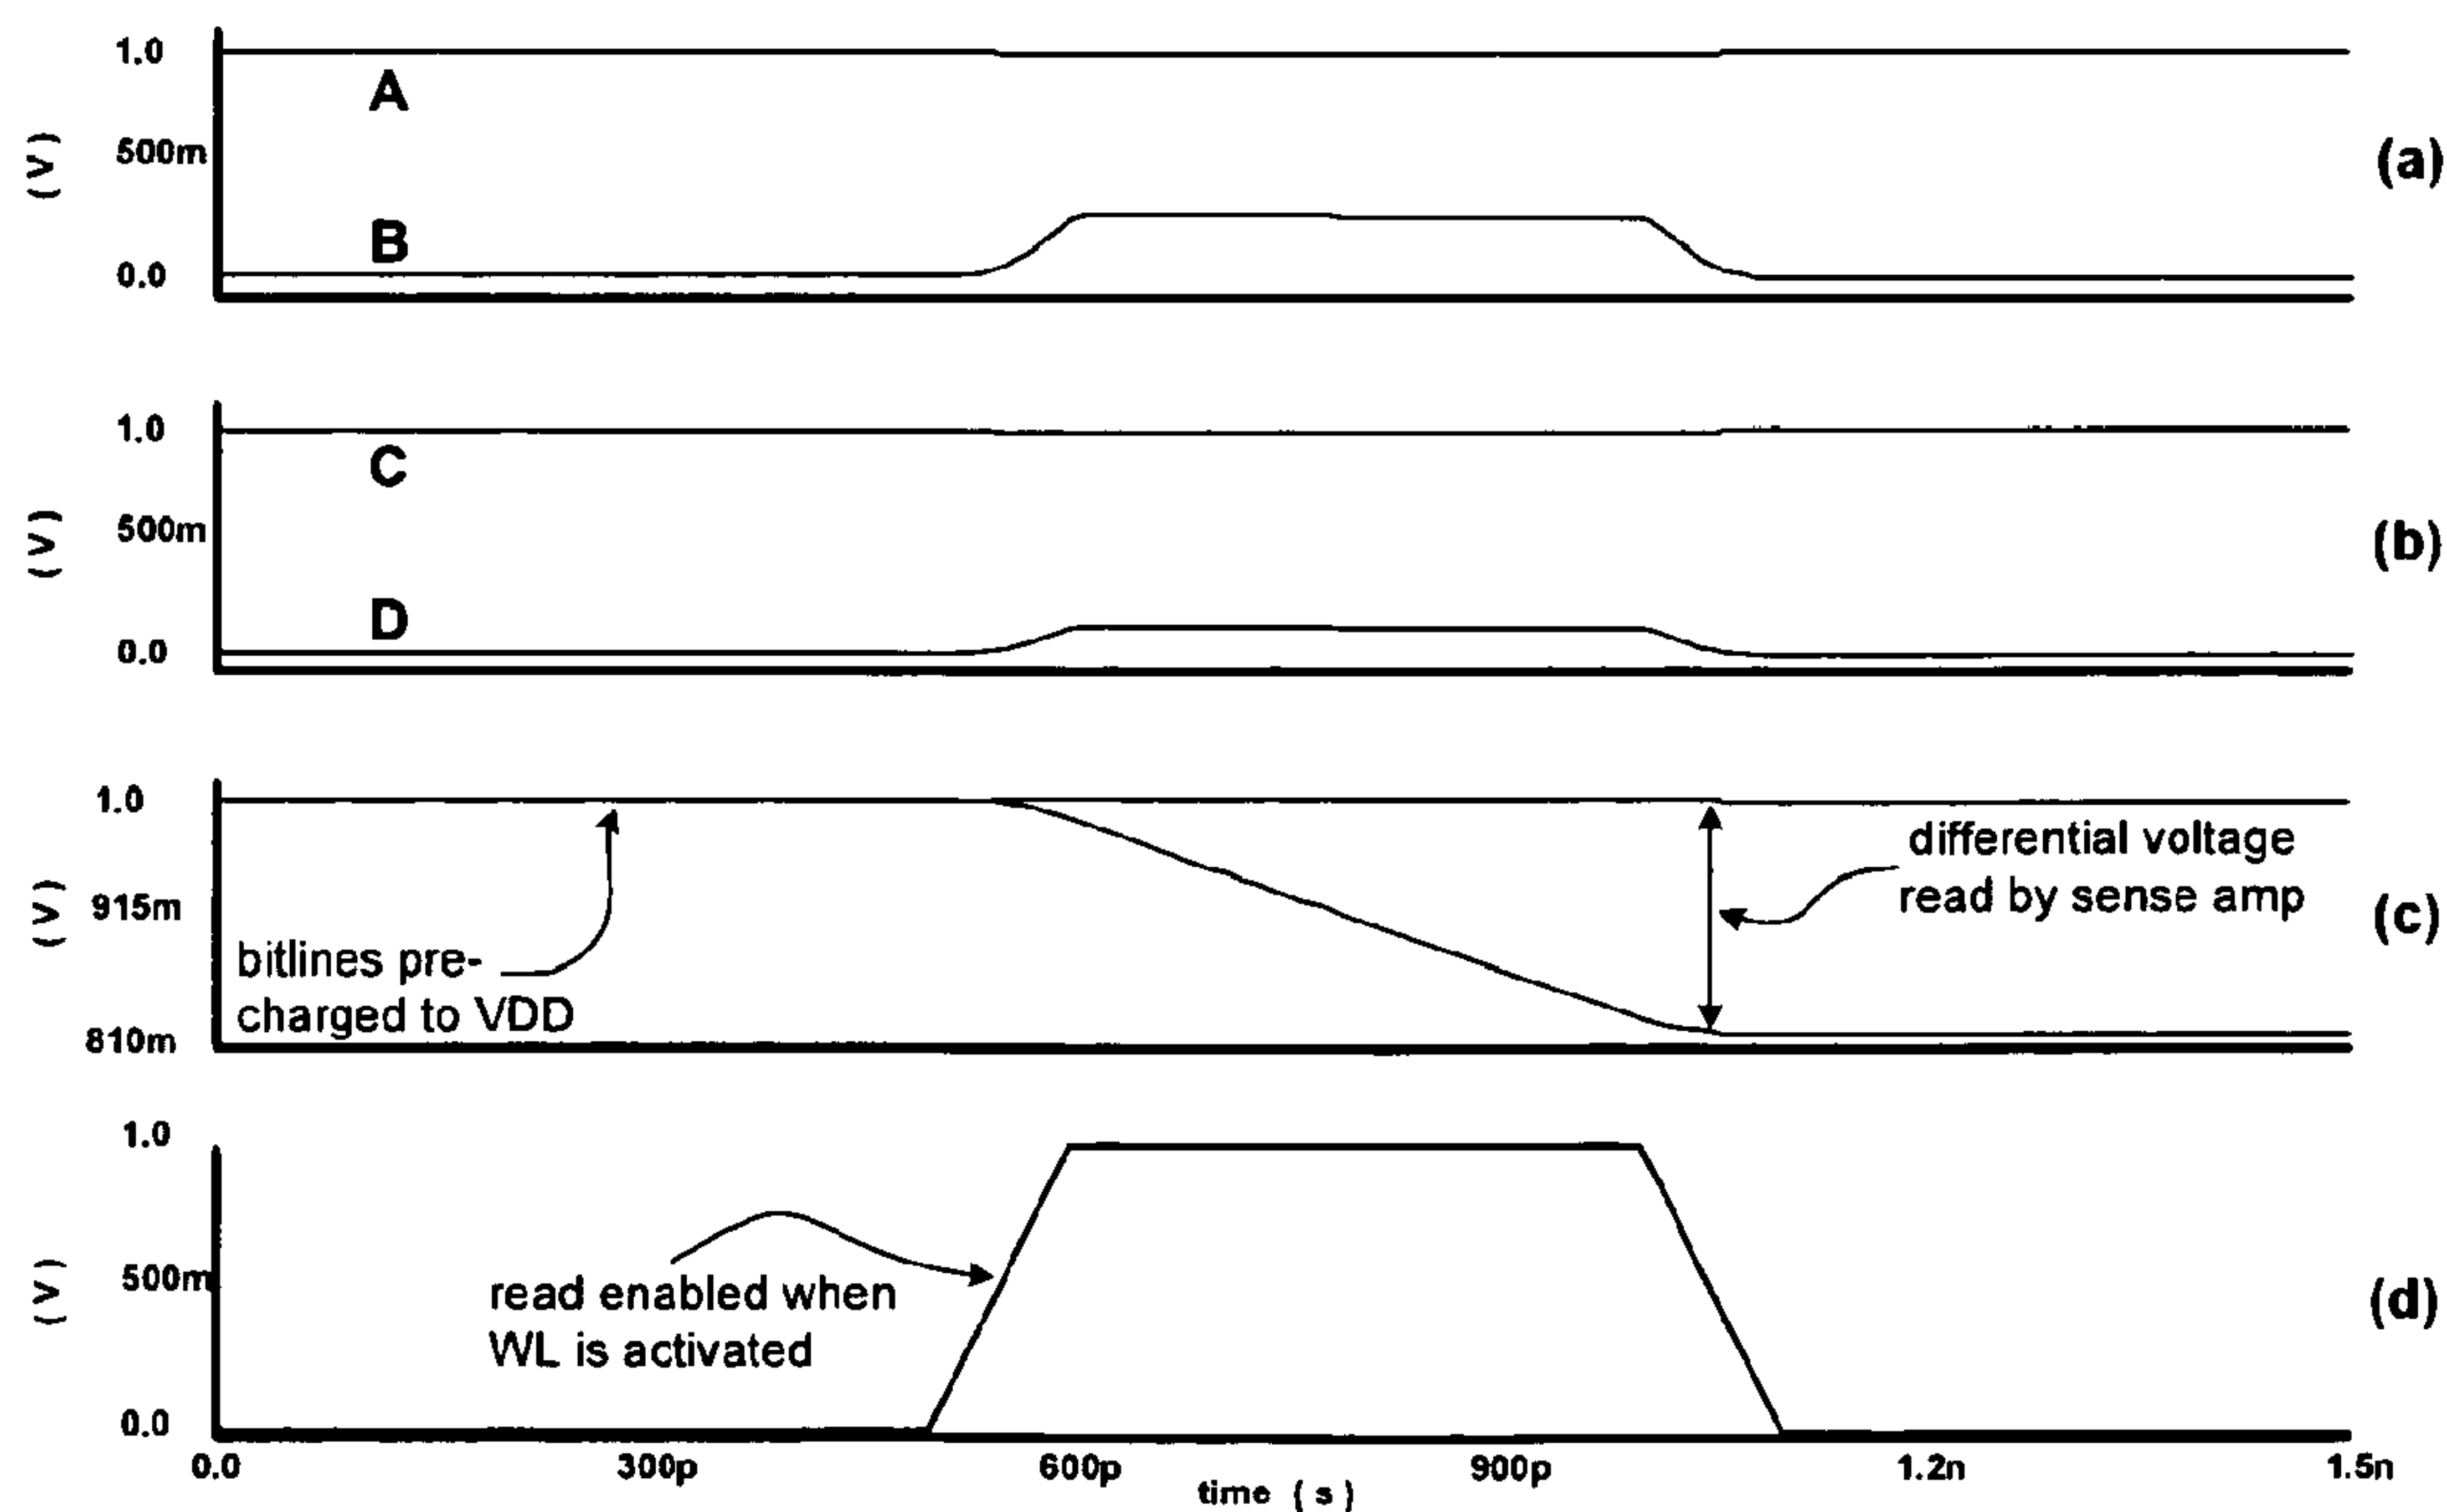 1.0
A
( V )
500m
(a)
B
0.0
1.0
C
( V )
500m
(b)
D
0.0
1.0
differential voltage
read by sense amp
( V )
915m
(c)
bitlines pre-
charged to VDD
810m
1.0
( V )
500m
read enabled when
WL is activated
(d)
0.0
0.0 300p 600p 900p 1.2n 1.5n
time ( s )